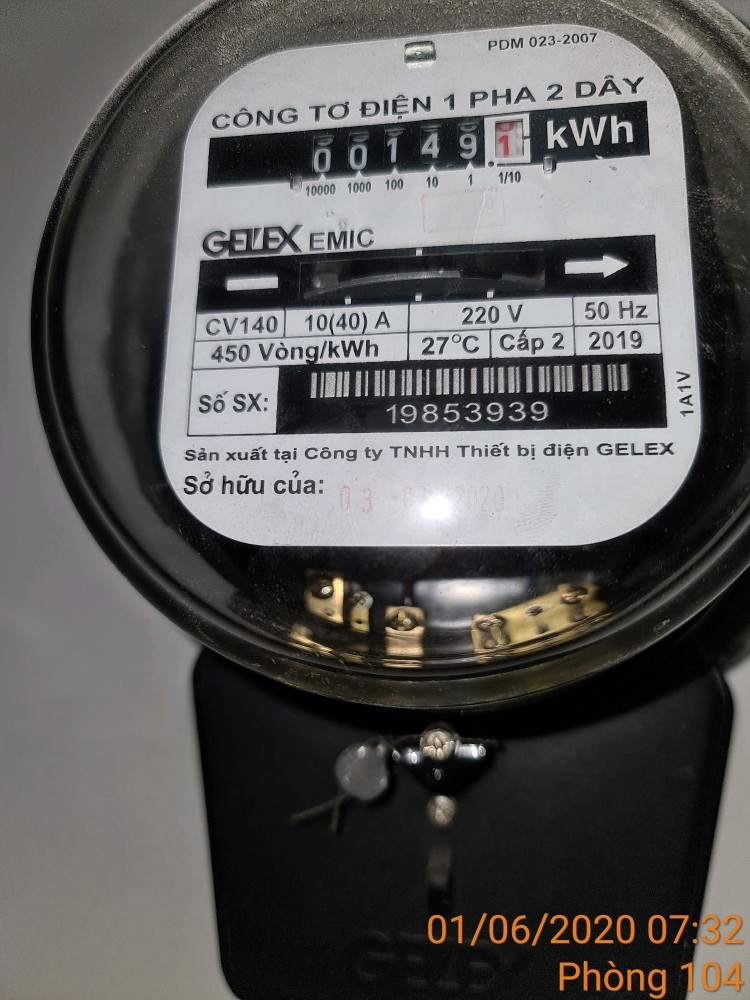 PDM 023-2007
CÔNG TƠ ĐIỆN 1 PHA 2 DÂY
0 0 1 4 9 1 kWh
10000 1000 100 10 1 1/10
GELEX EMIC
CV140 10(40) A 220 V 50 Hz
450 Vòng/kWh 27°C Cấp 2 2019
Số SX: 19853939
1A1V
Sản xuất tại Công ty TNHH Thiết bị điện GELEX
Sở hữu của: 03 2020
GELEX
01/06/2020 07:32
Phòng 104